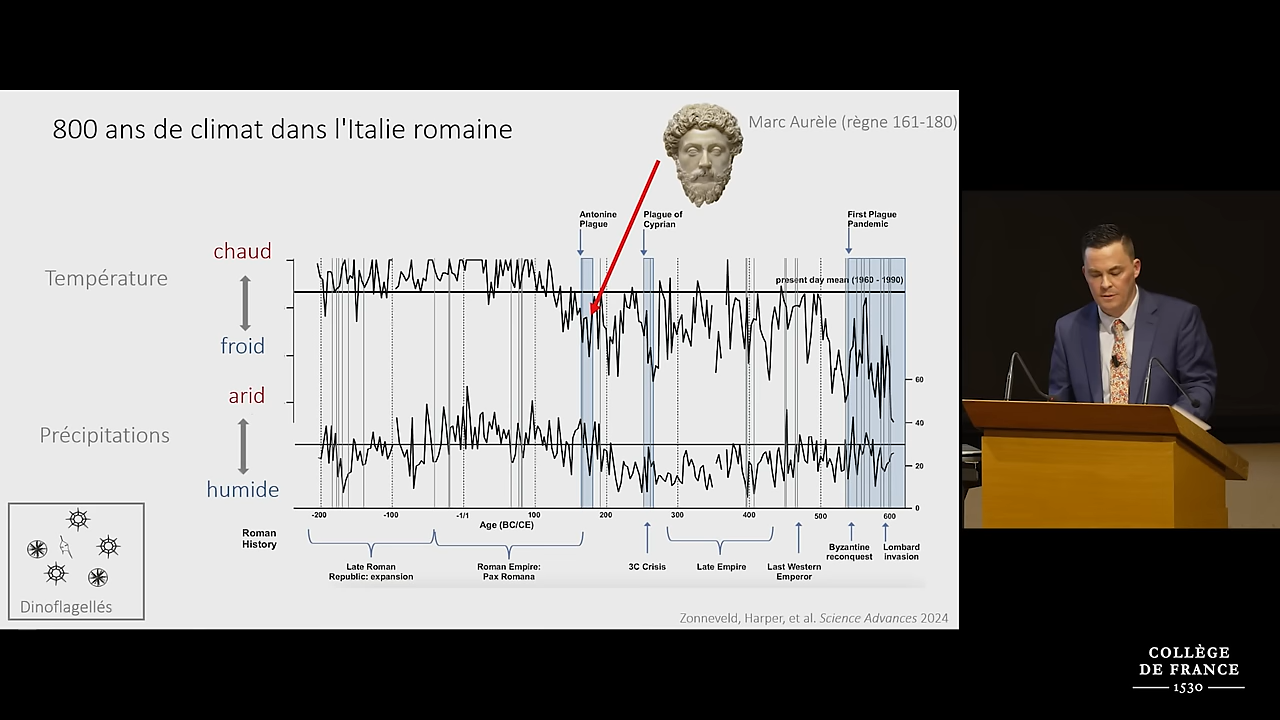 800 ans de climat dans l'Italie romaine
Marc Aurèle (règne 161-180)
Antonine
Plague
Plague of
Cyprian
First Plague
Pandemic
chaud
Température
froid
present day mean (1960 - 1990)
arid
Précipitations
humide
60
40
20
0
-200
-100
-1/1
100
200
300
400
500
600
Age (BC/CE)
Roman
History
Late Roman
Republic: expansion
Roman Empire:
Pax Romana
3C Crisis
Late Empire
Last Western
Emperor
Byzantine
reconquest
Lombard
invasion
Dinoflagellés
Zonneveld, Harper, et al. Science Advances 2024
COLLÈGE
DE FRANCE
1530